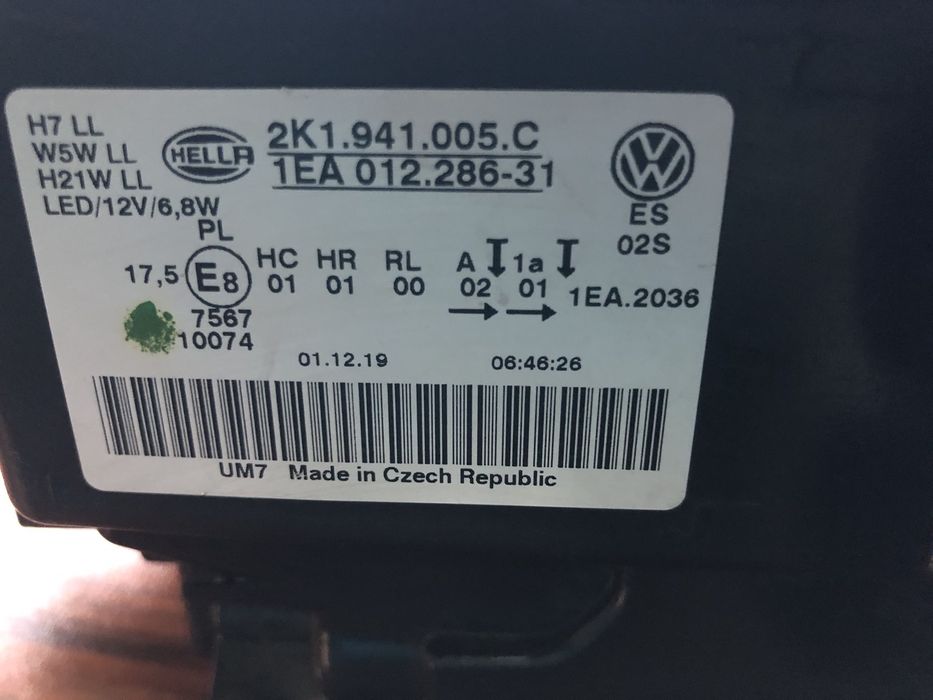 H7 LL
W5W LL
H21W LL
LED/12V/6,8W
PL
HELLA
2K1.941.005.C
1EA 012.286-31
VW
ES
02S
17,5 E8
HC HR RL A 1a
01 01 00 02 01 1EA.2036
7567
10074
01.12.19 06:46:26
UM7 Made in Czech Republic